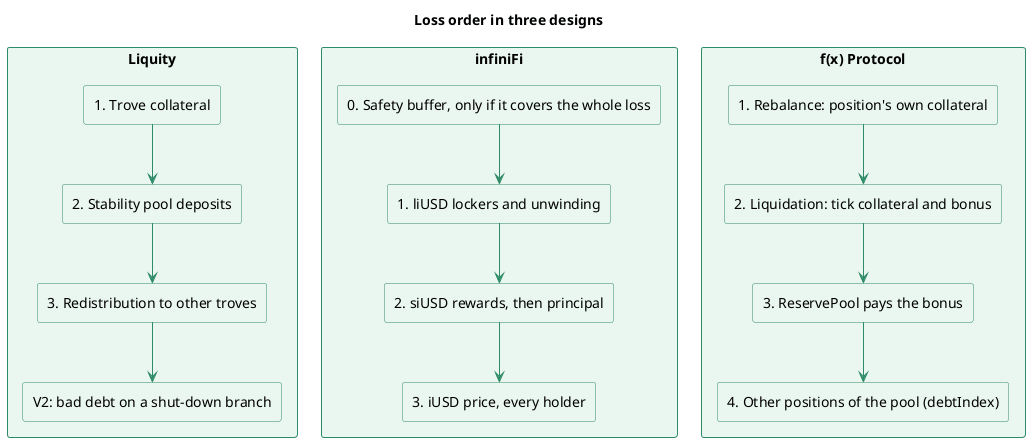 Loss order in three designs
Liquity
1. Trove collateral
2. Stability pool deposits
3. Redistribution to other troves
V2: bad debt on a shut-down branch
infiniFi
0. Safety buffer, only if it covers the whole loss
1. liUSD lockers and unwinding
2. siUSD rewards, then principal
3. iUSD price, every holder
f(x) Protocol
1. Rebalance: position's own collateral
2. Liquidation: tick collateral and bonus
3. ReservePool pays the bonus
4. Other positions of the pool (debtIndex)